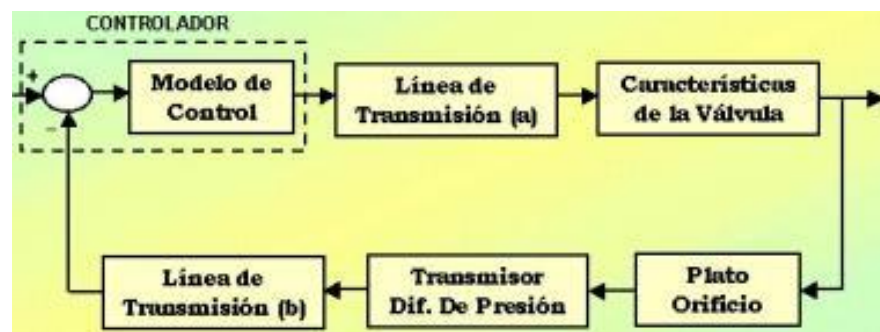 CONTROLADOR
+
Modelo de
Control
Línea de
Transmisión (a)
Características
de la Válvula
−
Línea de
Transmisión (b)
Transmisor
Dif. De Presión
Plato
Orificio